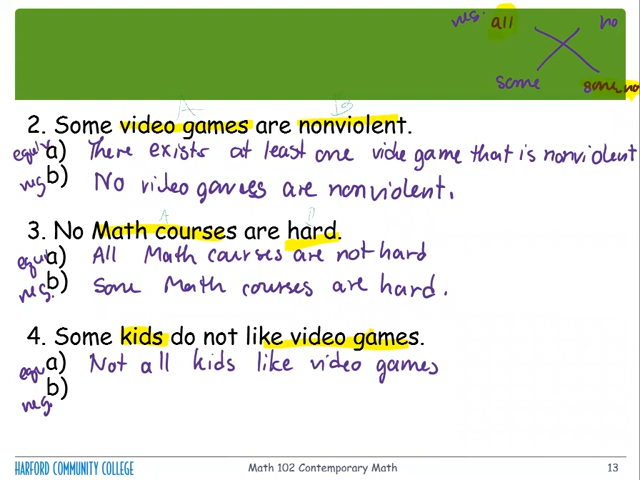 neg. all no
some some not
A B
2. Some video games are nonviolent.
equiv a) There exists at least one video game that is nonviolent
neg b) No video games are nonviolent.
A B
3. No Math courses are hard.
equiv a) All Math courses are not hard
neg. b) Some Math courses are hard.
4. Some kids do not like video games.
equ a) Not all kids like video games
neg. b)
HARFORD COMMUNITY COLLEGE Math 102 Contemporary Math 13